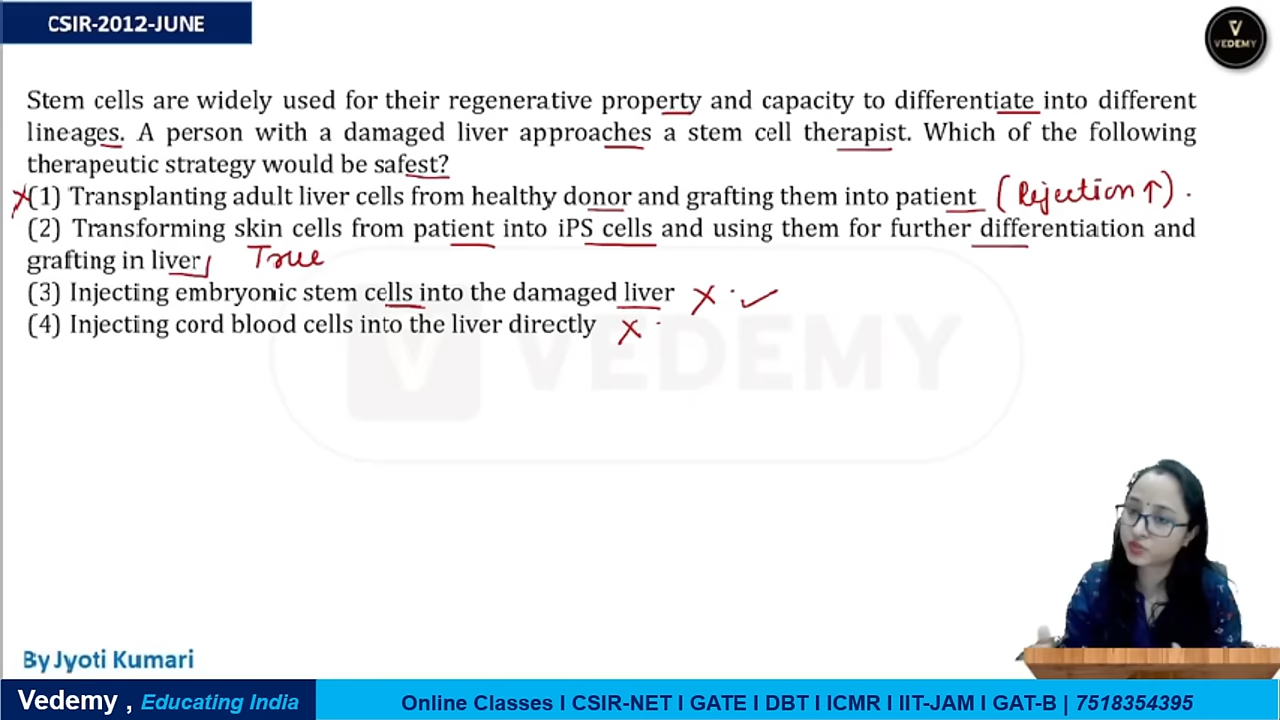 CSIR-2012-JUNE
V
VEDEMY
Stem cells are widely used for their regenerative property and capacity to differentiate into different
lineages. A person with a damaged liver approaches a stem cell therapist. Which of the following
therapeutic strategy would be safest?
X(1) Transplanting adult liver cells from healthy donor and grafting them into patient (Rejection ↑) .
(2) Transforming skin cells from patient into iPS cells and using them for further differentiation and
grafting in liver True
(3) Injecting embryonic stem cells into the damaged liver X ✓
(4) Injecting cord blood cells into the liver directly X
VEDEMY
By Jyoti Kumari
Vedemy , Educating India
Online Classes I CSIR-NET I GATE I DBT I ICMR I IIT-JAM I GAT-B | 7518354395